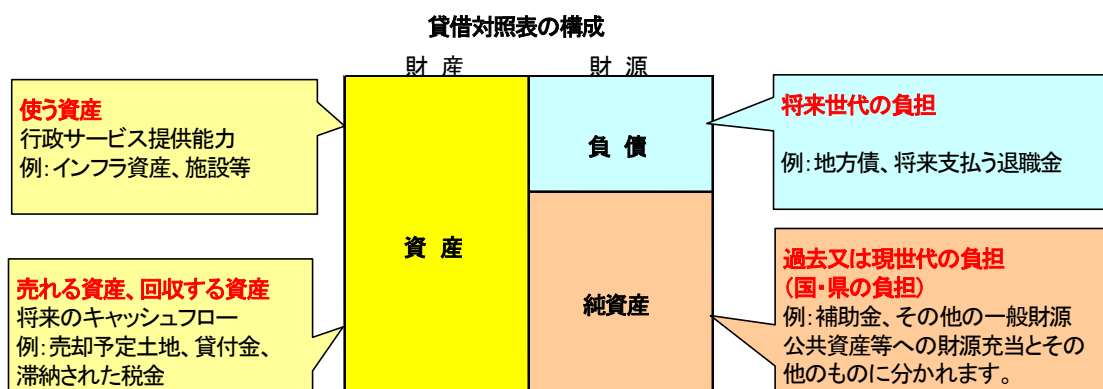 貸借対照表の構成
財 産
財 源
使う資産
行政サービス提供能力
例：インフラ資産、施設等
売れる資産、回収する資産
将来のキャッシュフロー
例：売却予定土地、貸付金、
滞納された税金
資 産
負 債
純資産
将来世代の負担
例：地方債、将来支払う退職金
過去又は現世代の負担
（国・県の負担）
例：補助金、その他の一般財源
公共資産等への財源充当とその
他のものに分かれます。